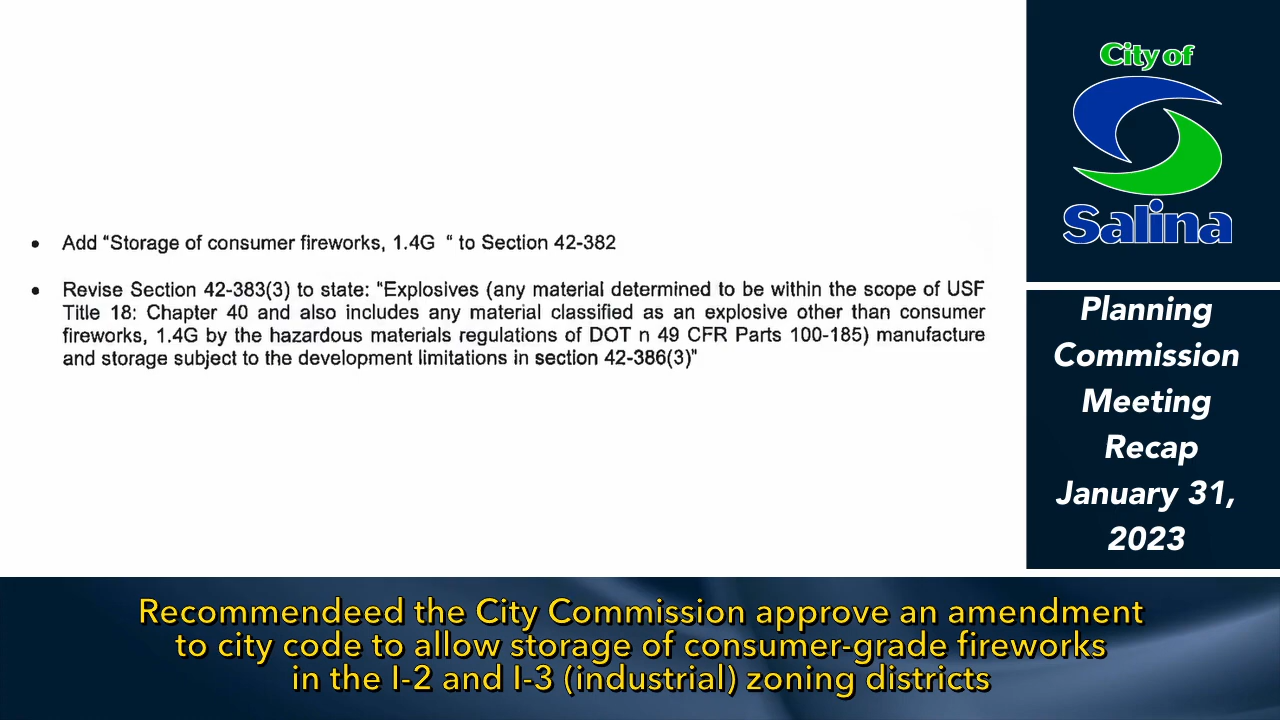 • Add “Storage of consumer fireworks, 1.4G “ to Section 42-382
• Revise Section 42-383(3) to state: “Explosives (any material determined to be within the scope of USF
Title 18: Chapter 40 and also includes any material classified as an explosive other than consumer
fireworks, 1.4G by the hazardous materials regulations of DOT n 49 CFR Parts 100-185) manufacture
and storage subject to the development limitations in section 42-386(3)”
City of
Salina
Planning
Commission
Meeting
Recap
January 31,
2023
Recommendeed the City Commission approve an amendment
to city code to allow storage of consumer-grade fireworks
in the I-2 and I-3 (industrial) zoning districts